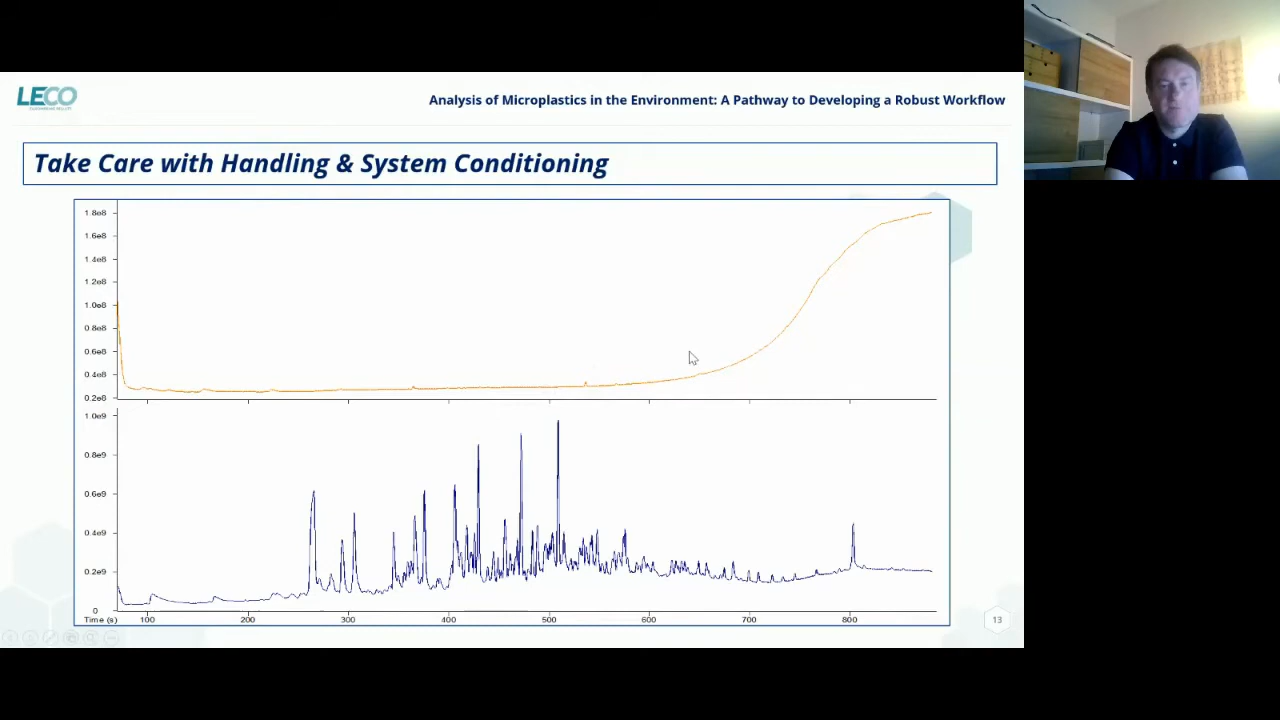 LECO
Analysis of Microplastics in the Environment: A Pathway to Developing a Robust Workflow
Take Care with Handling & System Conditioning
1.8e8
1.6e8
1.4e8
1.2e8
1.0e8
0.8e8
0.6e8
0.4e8
0.2e8
1.0e9
0.8e9
0.6e9
0.4e9
0.2e9
0
Time (s) 100 200 300 400 500 600 700 800
13